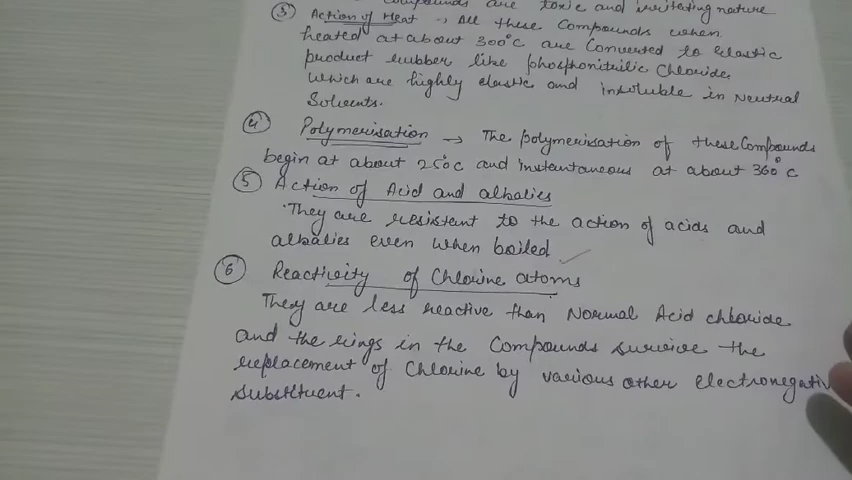 compounds are toxic and irritating nature
(3) Action of Heat → All these Compounds when
heated at about 300°C are Converted to elastic
product rubber like phosphonitrilic Chloride,
which are highly elastic and insoluble in Neutral
Solvents.
(4) Polymerisation → The polymerisation of these Compounds
begin at about 250°C and instantaneous at about 360°C
(5) Action of Acid and alkalies
They are resistent to the action of acids and
alkalies even when boiled
(6) Reactivity of Chlorine atoms
They are less reactive than Normal Acid chloride
and the rings in the Compounds survive the
replacement of Chlorine by various other electronegativ
substituent.